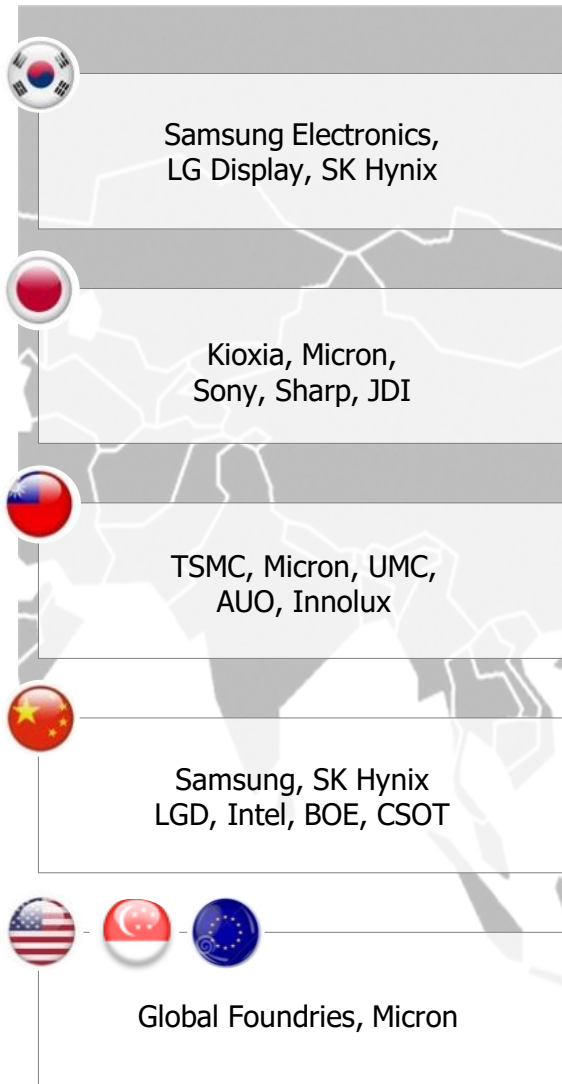 Samsung Electronics,
LG Display, SK Hynix
Kioxia, Micron,
Sony, Sharp, JDI
TSMC, Micron, UMC,
AUO, Innolux
Samsung, SK Hynix
LGD, Intel, BOE, CSOT
Global Foundries, Micron